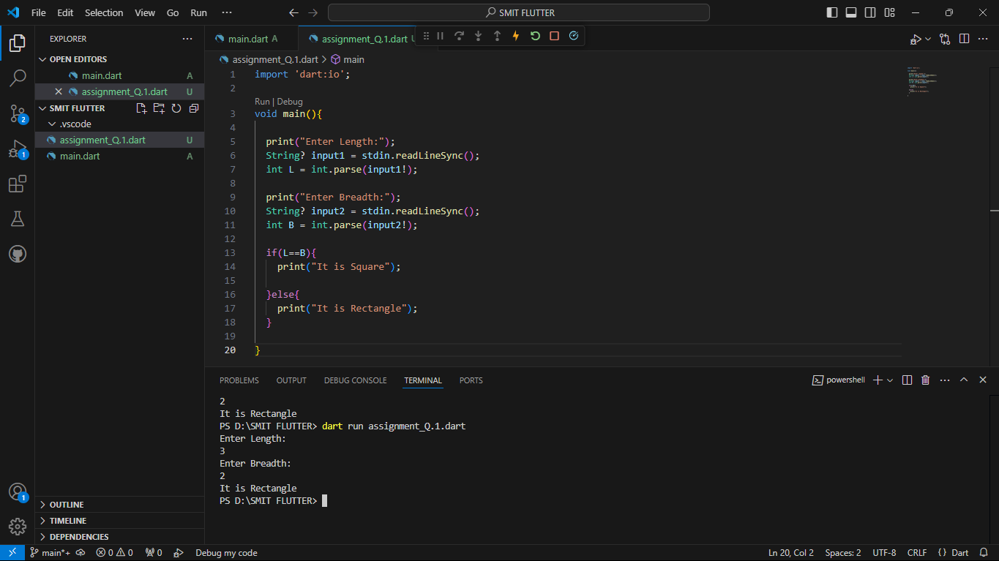 File Edit Selection View Go Run ··· SMIT FLUTTER
EXPLORER ···
OPEN EDITORS
main.dart A
assignment_Q.1.dart U
SMIT FLUTTER
.vscode
assignment_Q.1.dart U
main.dart A
OUTLINE
TIMELINE
DEPENDENCIES
main.dart A assignment_Q.1.dart
assignment_Q.1.dart > main
1 import 'dart:io';
2
Run | Debug
3 void main(){
4
5 print("Enter Length:");
6 String? input1 = stdin.readLineSync();
7 int L = int.parse(input1!);
8
9 print("Enter Breadth:");
10 String? input2 = stdin.readLineSync();
11 int B = int.parse(input2!);
12
13 if(L==B){
14 print("It is Square");
15
16 }else{
17 print("It is Rectangle");
18 }
19
20 }
PROBLEMS OUTPUT DEBUG CONSOLE TERMINAL PORTS powershell
2
It is Rectangle
PS D:\SMIT FLUTTER> dart run assignment_Q.1.dart
Enter Length:
3
Enter Breadth:
2
It is Rectangle
PS D:\SMIT FLUTTER>
2
1
1
main*+ 0 0 0 Debug my code Ln 20, Col 2 Spaces: 2 UTF-8 CRLF {} Dart